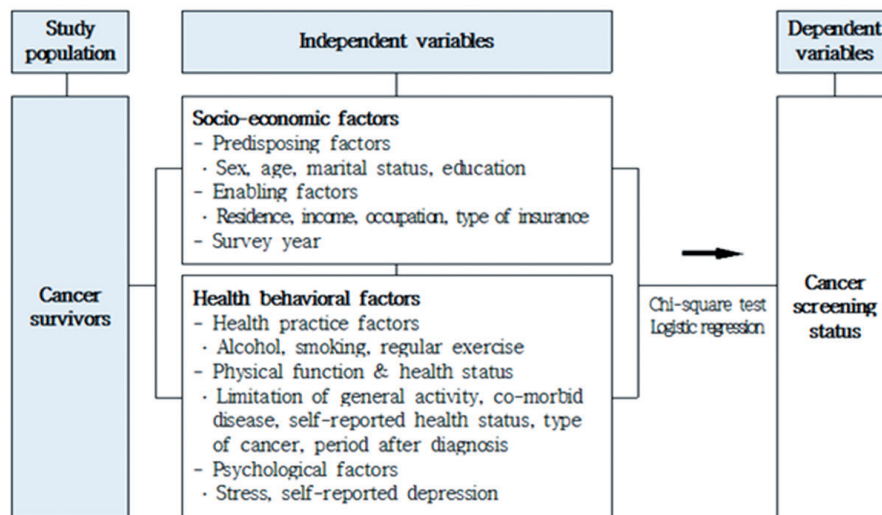 Study
population
Independent variables
Dependent
variables
Cancer
survivors
Socio-economic factors
- Predisposing factors
· Sex, age, marital status, education
- Enabling factors
· Residence, income, occupation, type of insurance
- Survey year
Health behavioral factors
- Health practice factors
· Alcohol, smoking, regular exercise
- Physical function & health status
· Limitation of general activity, co-morbid
disease, self-reported health status, type
of cancer, period after diagnosis
- Psychological factors
· Stress, self-reported depression
Chi-square test
Logistic regression
Cancer
screening
status